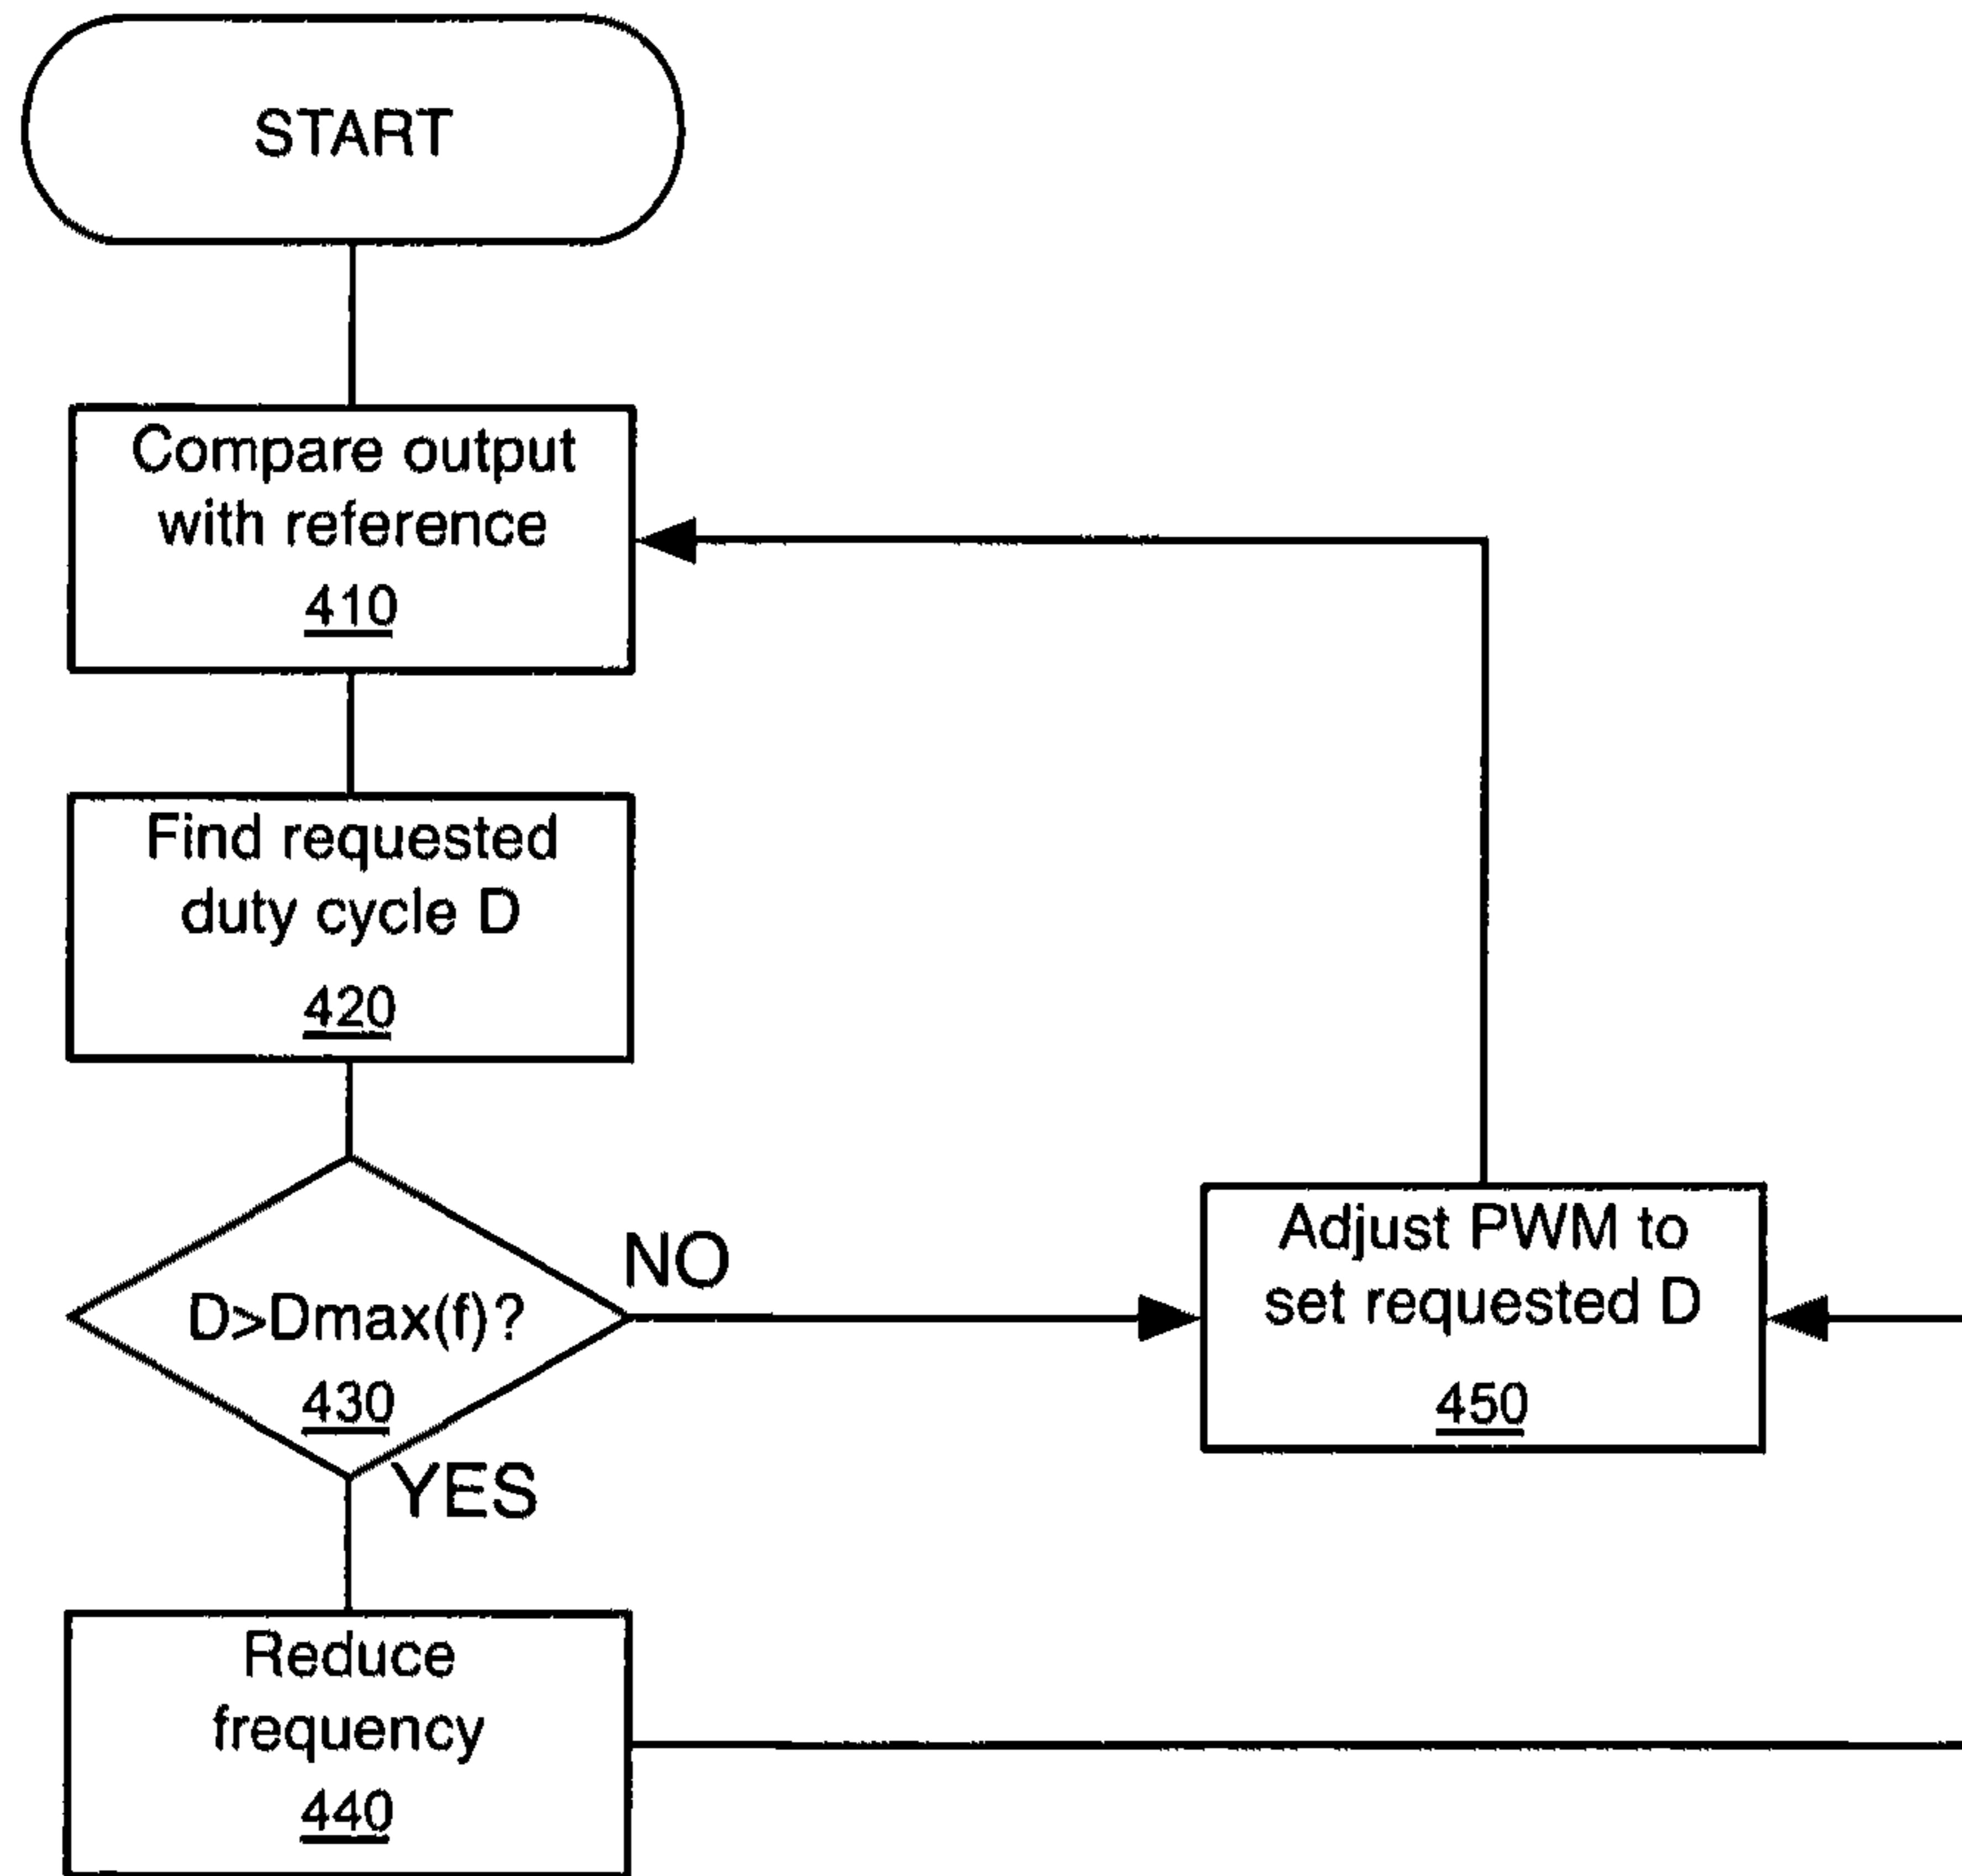 START
Compare output
with reference
410
Find requested
duty cycle D
420
D>Dmax(f)?
430
NO
YES
Adjust PWM to
set requested D
450
Reduce
frequency
440